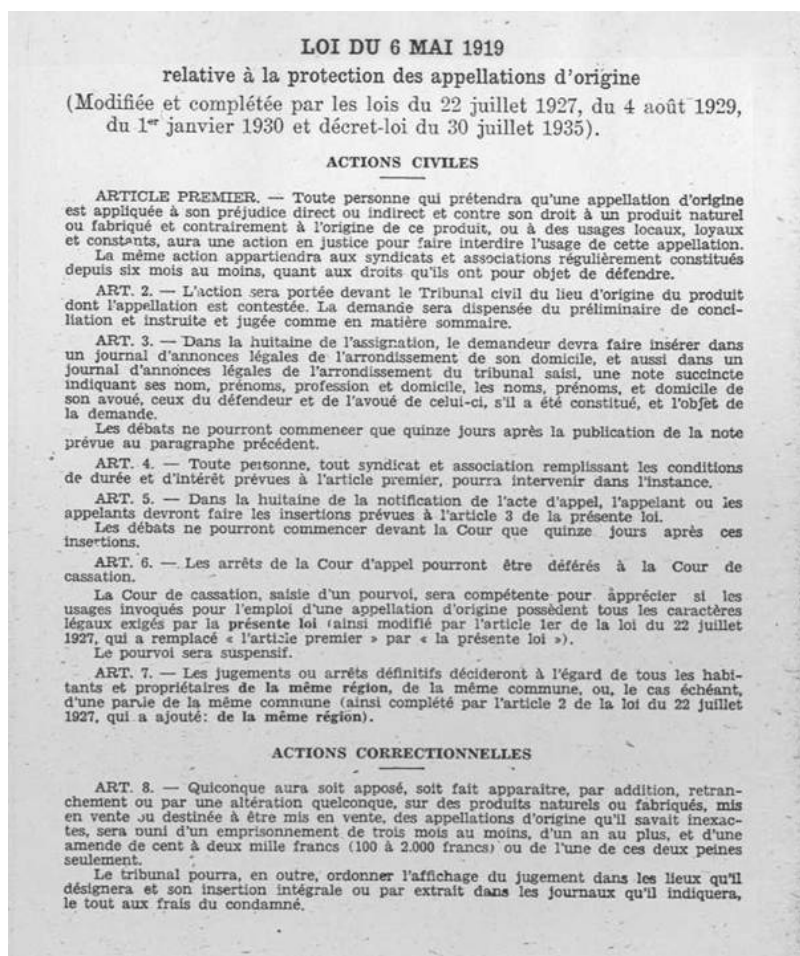 LOI DU 6 MAI 1919
relative à la protection des appellations d'origine
(Modifiée et complétée par les lois du 22 juillet 1927, du 4 août 1929,
du 1er janvier 1930 et décret-loi du 30 juillet 1935).
ACTIONS CIVILES
ARTICLE PREMIER. — Toute personne qui prétendra qu'une appellation d'origine
est appliquée à son préjudice direct ou indirect et contre son droit à un produit naturel
ou fabriqué et contrairement à l'origine de ce produit, ou à des usages locaux, loyaux
et constants, aura une action en justice pour faire interdire l'usage de cette appellation.
La même action appartiendra aux syndicats et associations régulièrement constitués
depuis six mois au moins, quant aux droits qu'ils ont pour objet de défendre.
ART. 2. — L'action sera portée devant le Tribunal civil du lieu d'origine du produit
dont l'appellation est contestée. La demande sera dispensée du préliminaire de conci-
liation et instruite et jugée comme en matière sommaire.
ART. 3. — Dans la huitaine de l'assignation, le demandeur devra faire insérer dans
un journal d'annonces légales de l'arrondissement de son domicile, et aussi dans un
journal d'annonces légales de l'arrondissement du tribunal saisi, une note succincte
indiquant ses nom, prénoms, profession et domicile, les noms, prénoms, et domicile de
son avoué, ceux du défendeur et de l'avoué de celui-ci, s'il a été constitué, et l'objet de
la demande.
Les débats ne pourront commencer que quinze jours après la publication de la note
prévue au paragraphe précédent.
ART. 4. — Toute personne, tout syndicat et association remplissant les conditions
de durée et d'intérêt prévues à l'article premier, pourra intervenir dans l'instance.
ART. 5. — Dans la huitaine de la notification de l'acte d'appel, l'appelant ou les
appelants devront faire les insertions prévues à l'article 3 de la présente loi.
Les débats ne pourront commencer devant la Cour que quinze jours après ces
insertions.
ART. 6. — Les arrêts de la Cour d'appel pourront être déférés à la Cour de
cassation.
La Cour de cassation, saisie d'un pourvoi, sera compétente pour apprécier si les
usages invoqués pour l'emploi d'une appellation d'origine possèdent tous les caractères
légaux exigés par la présente loi (ainsi modifié par l'article 1er de la loi du 22 juillet
1927, qui a remplacé « l'article premier » par « la présente loi »).
Le pourvoi sera suspensif.
ART. 7. — Les jugements ou arrêts définitifs décideront à l'égard de tous les habi-
tants et propriétaires de la même région, de la même commune, ou, le cas échéant,
d'une partie de la même commune (ainsi complété par l'article 2 de la loi du 22 juillet
1927, qui a ajouté: de la même région).
ACTIONS CORRECTIONNELLES
ART. 8. — Quiconque aura soit apposé, soit fait apparaître, par addition, retran-
chement ou par une altération quelconque, sur des produits naturels ou fabriqués, mis
en vente ou destinée à être mis en vente, des appellations d'origine qu'il savait inexac-
tes, sera puni d'un emprisonnement de trois mois au moins, d'un an au plus, et d'une
amende de cent à deux mille francs (100 à 2.000 francs) ou de l'une de ces deux peines
seulement.
Le tribunal pourra, en outre, ordonner l'affichage du jugement dans les lieux qu'il
désignera et son insertion intégrale ou par extrait dans les journaux qu'il indiquera,
le tout aux frais du condamné.